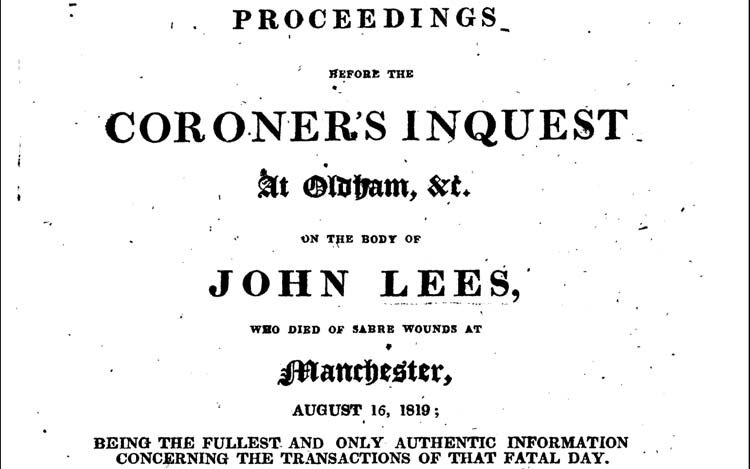 PROCEEDINGS
BEFORE THE
CORONER'S INQUEST
At Oldham, &c.
ON THE BODY OF
JOHN LEES,
WHO DIED OF SABRE WOUNDS AT
Manchester,
AUGUST 16, 1819;
BEING THE FULLEST AND ONLY AUTHENTIC INFORMATION
CONCERNING THE TRANSACTIONS OF THAT FATAL DAY.